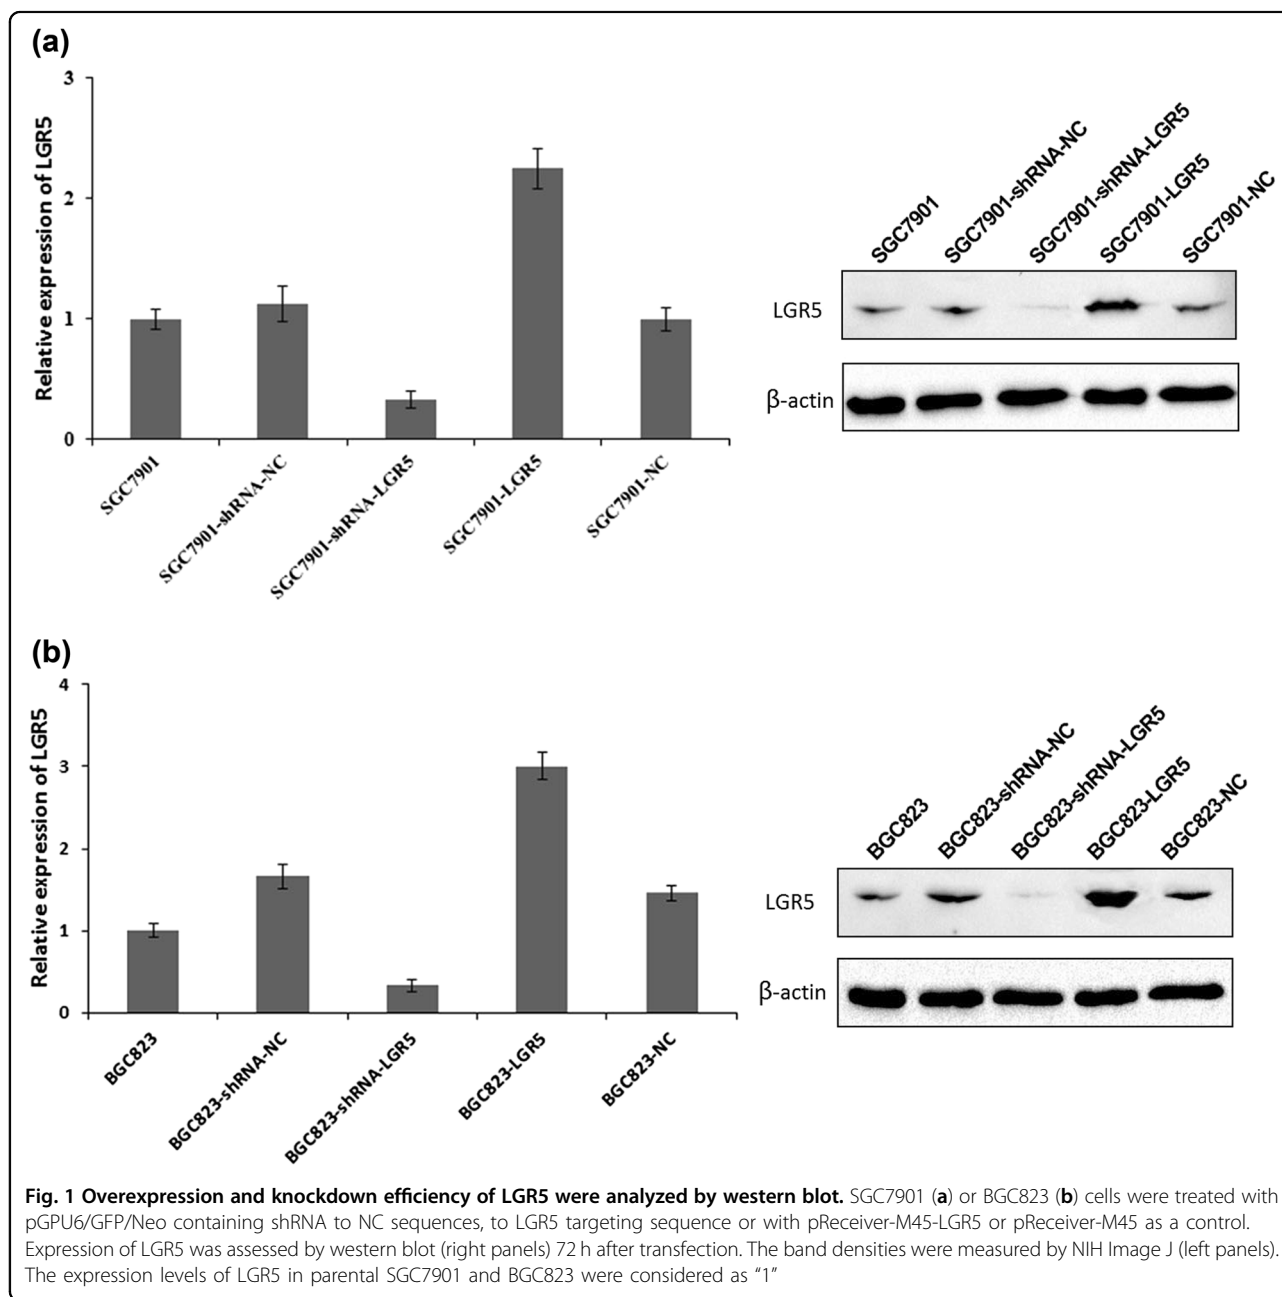 (a)
3
2
1
0
Relative expression of LGR5
SGC7901
SGC7901-shRNA-NC
SGC7901-shRNA-LGR5
SGC7901-LGR5
SGC7901-NC
SGC7901
SGC7901-shRNA-NC
SGC7901-shRNA-LGR5
SGC7901-LGR5
SGC7901-NC
LGR5
β-actin
(b)
4
3
2
1
0
Relative expression of LGR5
BGC823
BGC823-shRNA-NC
BGC823-shRNA-LGR5
BGC823-LGR5
BGC823-NC
BGC823
BGC823-shRNA-NC
BGC823-shRNA-LGR5
BGC823-LGR5
BGC823-NC
LGR5
β-actin
Fig. 1 Overexpression and knockdown efficiency of LGR5 were analyzed by western blot. SGC7901 (a) or BGC823 (b) cells were treated with
pGPU6/GFP/Neo containing shRNA to NC sequences, to LGR5 targeting sequence or with pReceiver-M45-LGR5 or pReceiver-M45 as a control.
Expression of LGR5 was assessed by western blot (right panels) 72 h after transfection. The band densities were measured by NIH Image J (left panels).
The expression levels of LGR5 in parental SGC7901 and BGC823 were considered as “1”